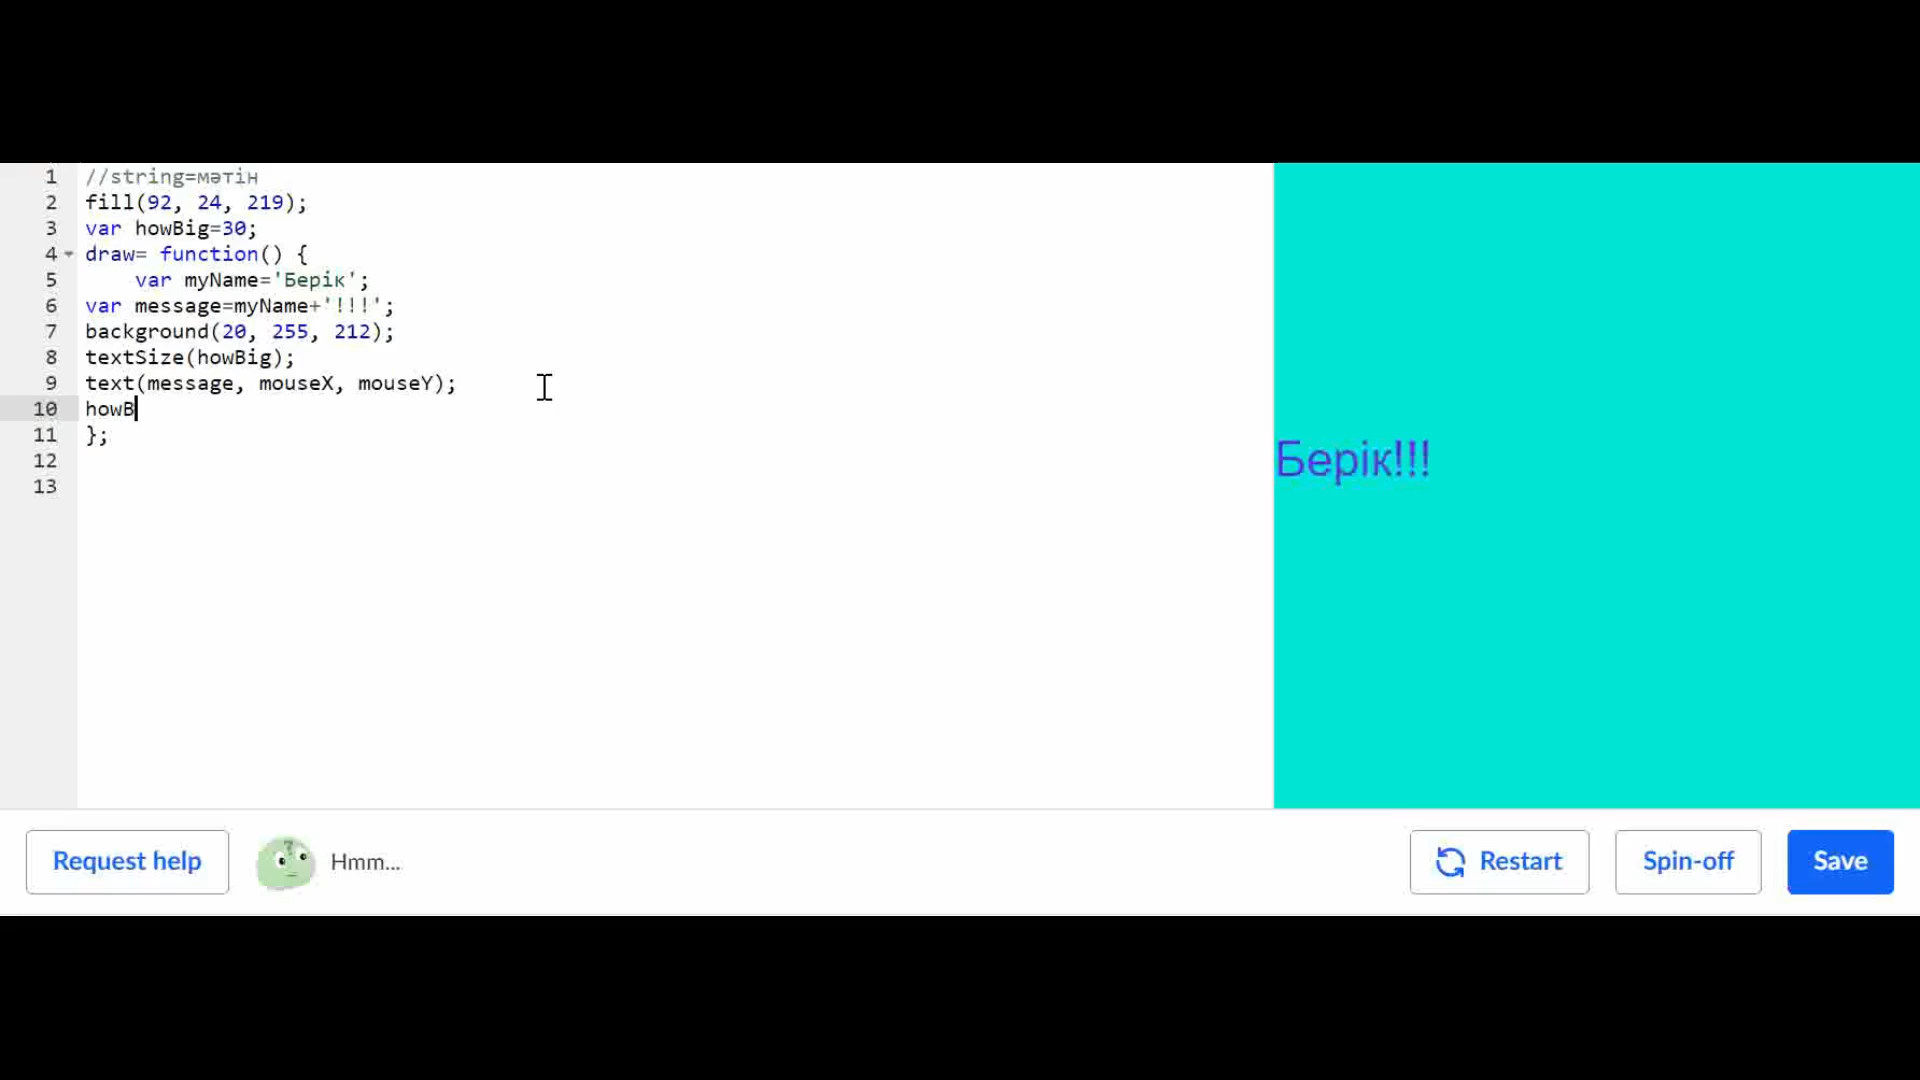 1 //string=мәтін
2 fill(92, 24, 219);
3 var howBig=30;
4 draw= function() {
5 var myName='Берік';
6 var message=myName+'!!!';
7 background(20, 255, 212);
8 textSize(howBig);
9 text(message, mouseX, mouseY);
10 howB
11 };
12
13
Берік!!!
Request help
Hmm...
Restart
Spin-off
Save